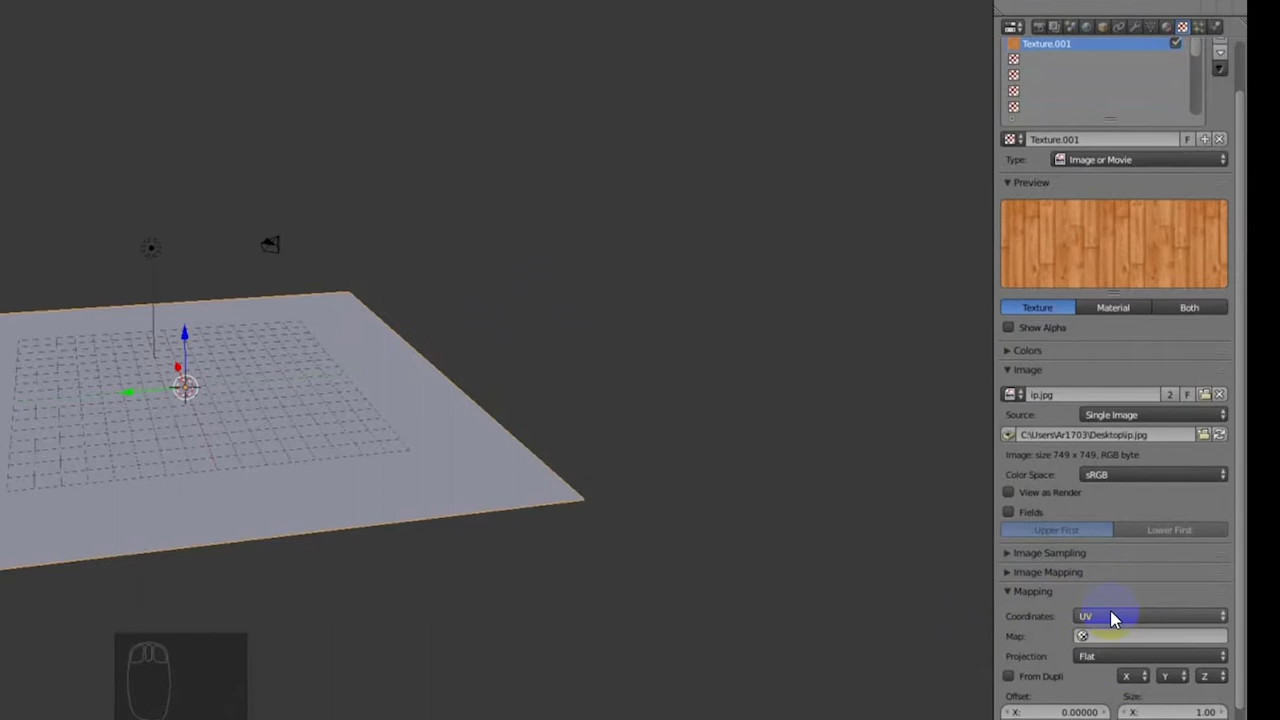 Texture.001
Texture.001 F
Type: Image or Movie
Preview
Texture Material Both
Show Alpha
Colors
Image
ip.jpg 2 F
Source: Single Image
C:\Users\Ar1703\Desktop\ip.jpg
Image: size 749 x 749, RGB byte
Color Space: sRGB
View as Render
Fields
Upper First Lower First
Image Sampling
Image Mapping
Mapping
Coordinates: UV
Map:
Projection: Flat
From Dupli X Y Z
Offset: Size:
X: 0.00000 X: 1.00